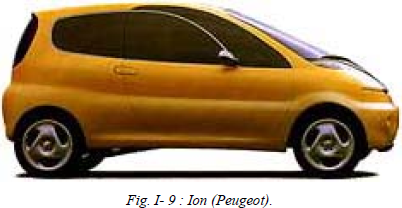 Fig. I- 9 : Ion (Peugeot).